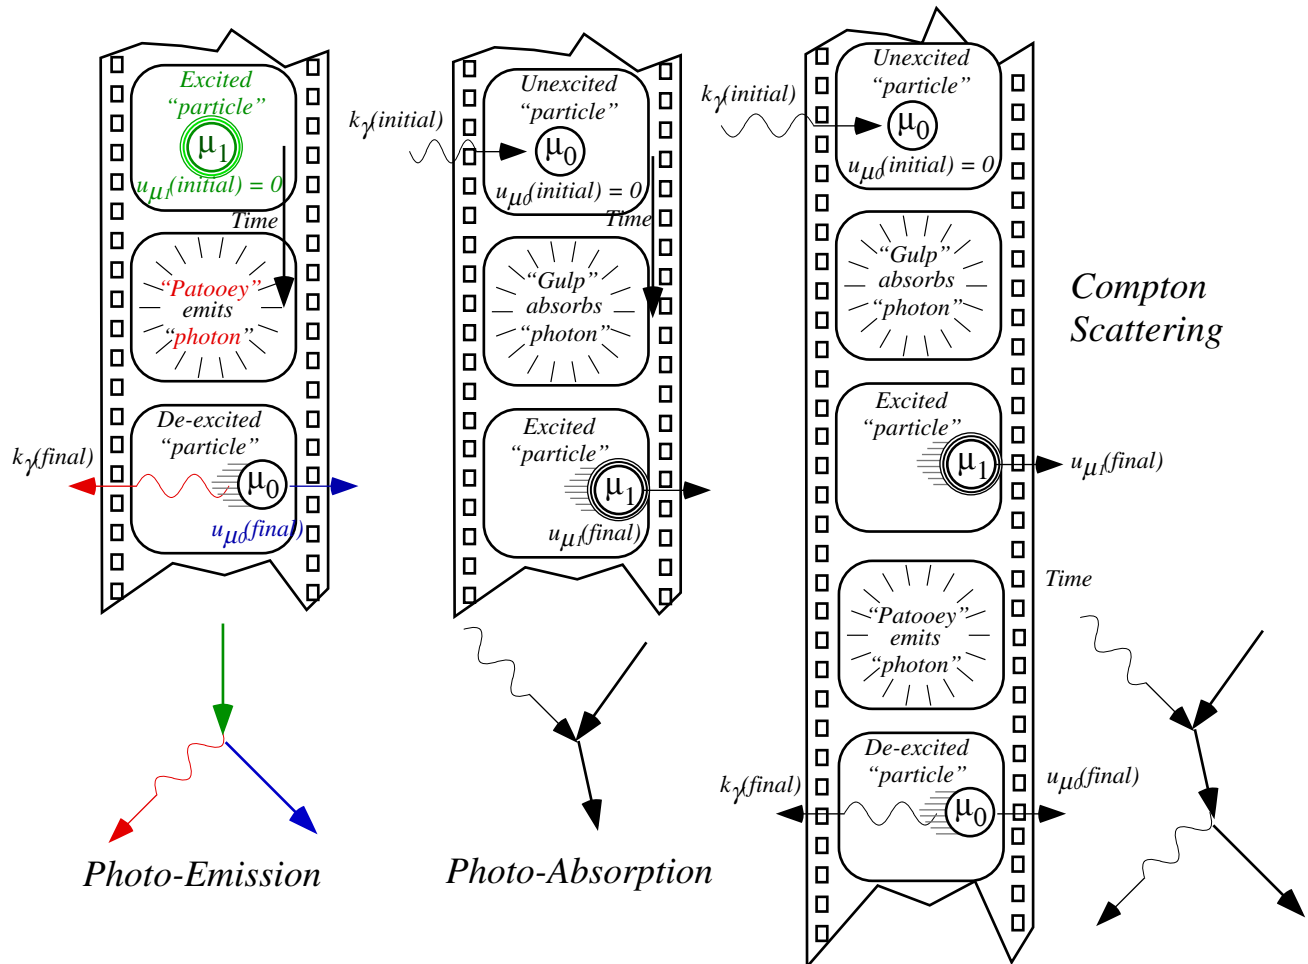 Excited
“particle”
μ1
uμ1(initial) = 0
Time
“Patooey”
emits
“photon”
De-excited
“particle”
kγ(final)
μ0
uμ0(final)
Photo-Emission
Unexcited
“particle”
kγ(initial)
μ0
uμ0(initial) = 0
Time
“Gulp”
absorbs
“photon”
Excited
“particle”
μ1
uμ1(final)
Photo-Absorption
Unexcited
“particle”
kγ(initial)
μ0
uμ0(initial) = 0
“Gulp”
absorbs
“photon”
Compton
Scattering
Excited
“particle”
μ1
uμ1(final)
Time
“Patooey”
emits
“photon”
De-excited
“particle”
kγ(final)
μ0
uμ0(final)